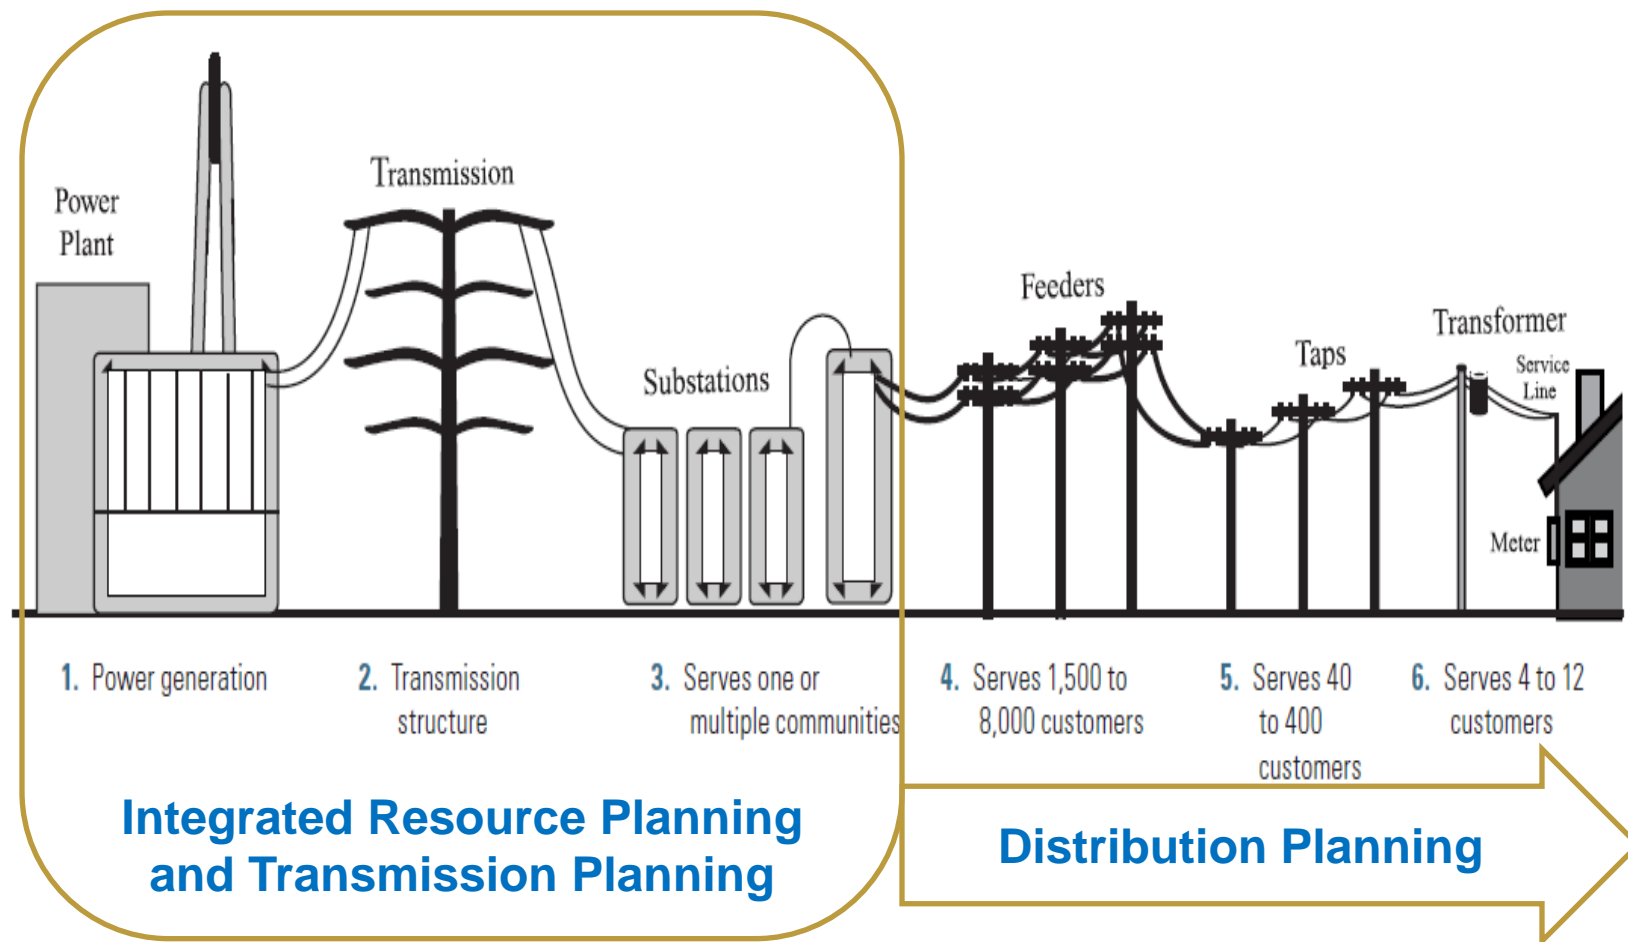 Power
Plant
Transmission
Substations
Feeders
Taps
Transformer
Service
Line
Meter
1. Power generation
2. Transmission
structure
3. Serves one or
multiple communities
4. Serves 1,500 to
8,000 customers
5. Serves 40
to 400
customers
6. Serves 4 to 12
customers
Integrated Resource Planning
and Transmission Planning
Distribution Planning